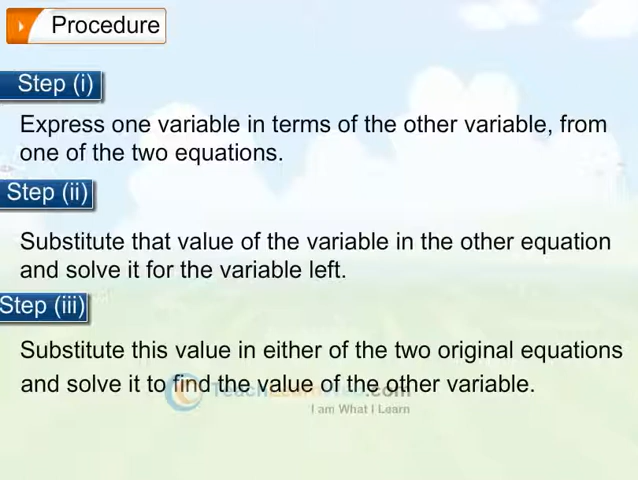 Procedure
Step (i)
Express one variable in terms of the other variable, from
one of the two equations.
Step (ii)
Substitute that value of the variable in the other equation
and solve it for the variable left.
Step (iii)
Substitute this value in either of the two original equations
and solve it to find the value of the other variable.
.com
I am What I Learn